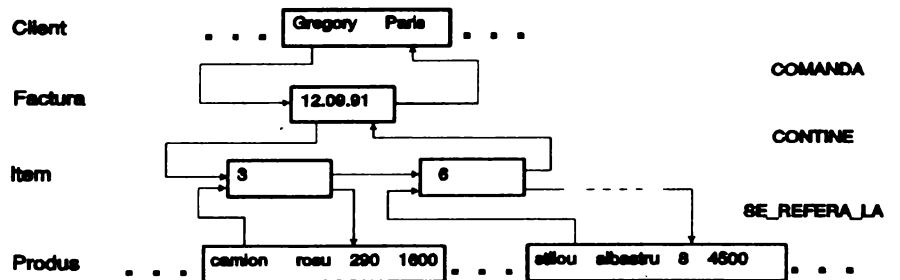 Client
Gregory Paris
COMANDA
Factura
12.09.91
CONTINE
Item
3
6
SE_REFERA_LA
Produs
camion rosu 290 1600
stilou albastru 8 4500